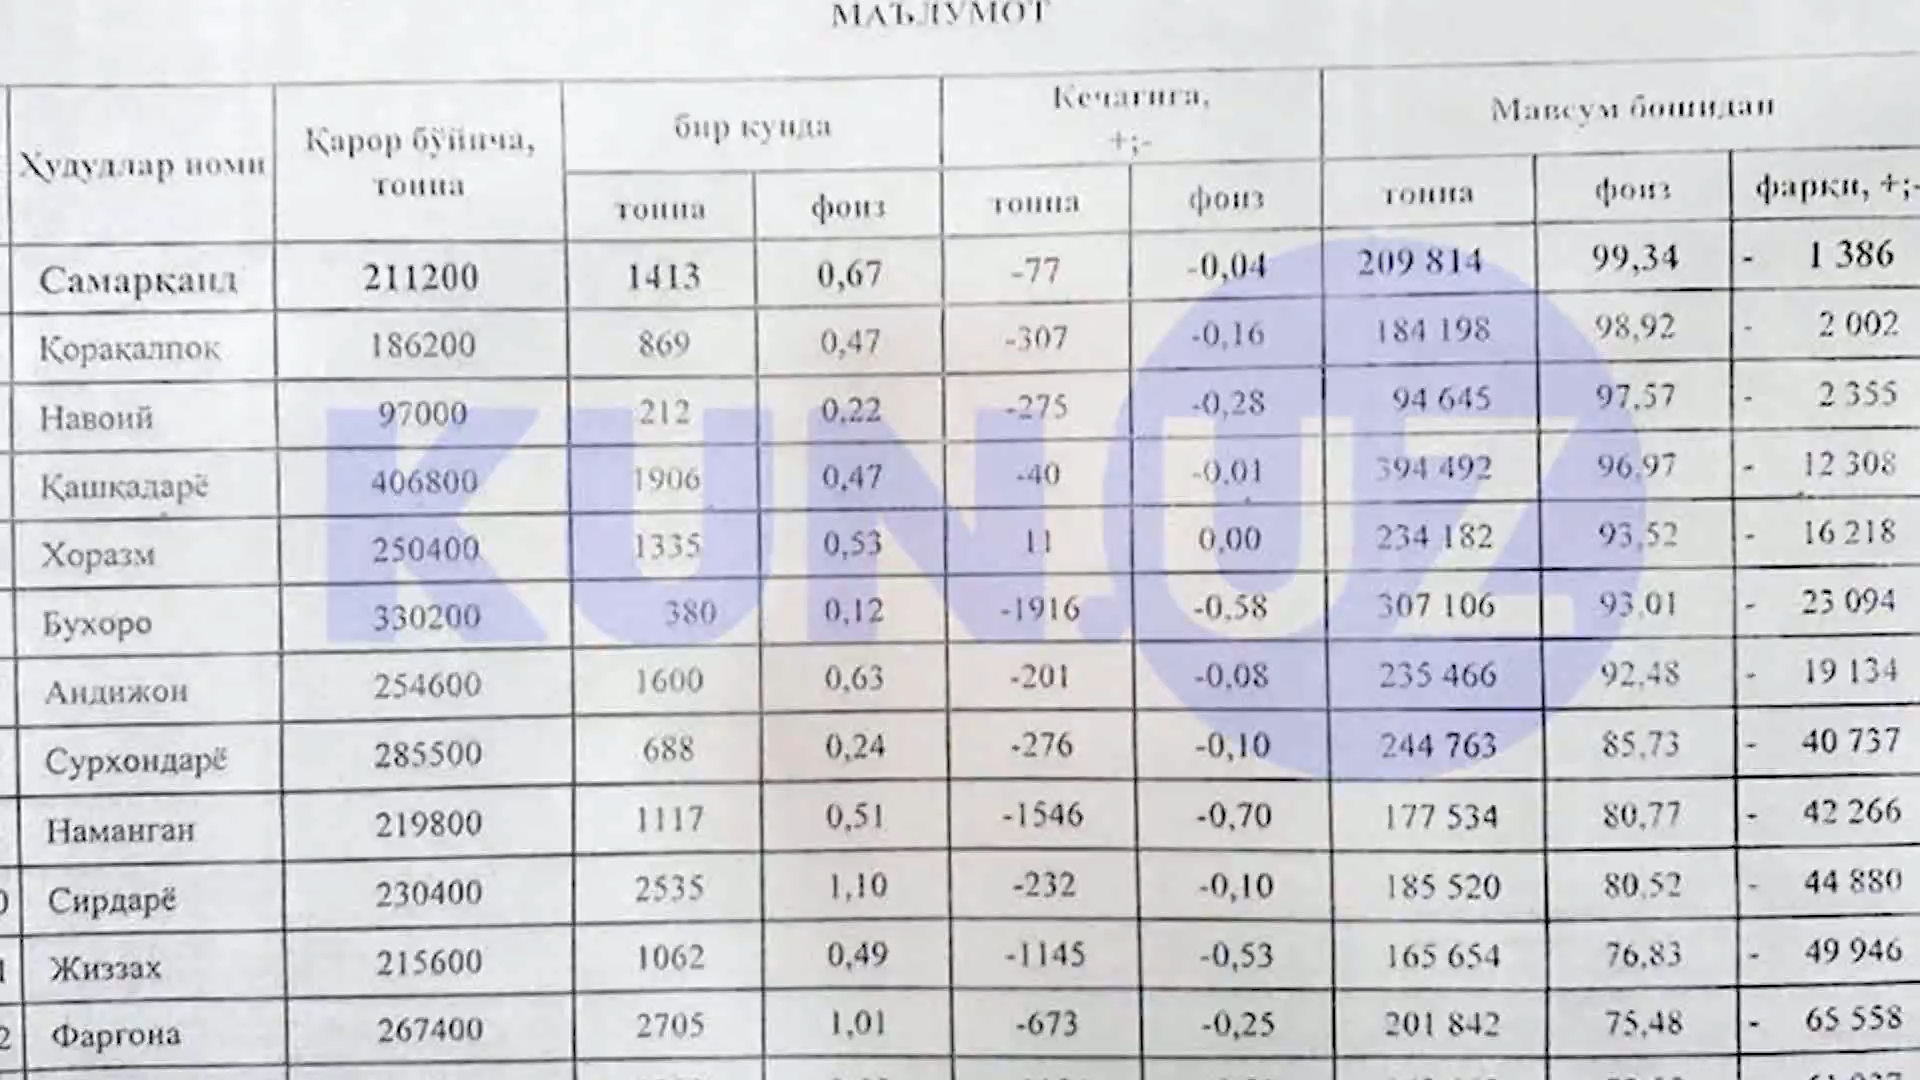 МАЪЛУМОТ
Ҳудудлар номи Қарор бўйича, тонна бир кунда Кечагига, +;- Мавсум бошидан
тонна фоиз тонна фоиз тонна фоиз фарқи, +;-
Самарқанд 211200 1413 0,67 -77 -0,04 209 814 99,34 - 1 386
Қорақалпоқ 186200 869 0,47 -307 -0,16 184 198 98,92 - 2 002
Навоий 97000 212 0,22 -275 -0,28 94 645 97,57 - 2 355
Қашқадарё 406800 1906 0,47 -40 -0,01 394 492 96,97 - 12 308
Хоразм 250400 1335 0,53 11 0,00 234 182 93,52 - 16 218
Бухоро 330200 380 0,12 -1916 -0,58 307 106 93,01 - 23 094
Андижон 254600 1600 0,63 -201 -0,08 235 466 92,48 - 19 134
Сурхондарё 285500 688 0,24 -276 -0,10 244 763 85,73 - 40 737
Наманган 219800 1117 0,51 -1546 -0,70 177 534 80,77 - 42 266
Сирдарё 230400 2535 1,10 -232 -0,10 185 520 80,52 - 44 880
Жиззах 215600 1062 0,49 -1145 -0,53 165 654 76,83 - 49 946
Фарғона 267400 2705 1,01 -673 -0,25 201 842 75,48 - 65 558
KUN.UZ